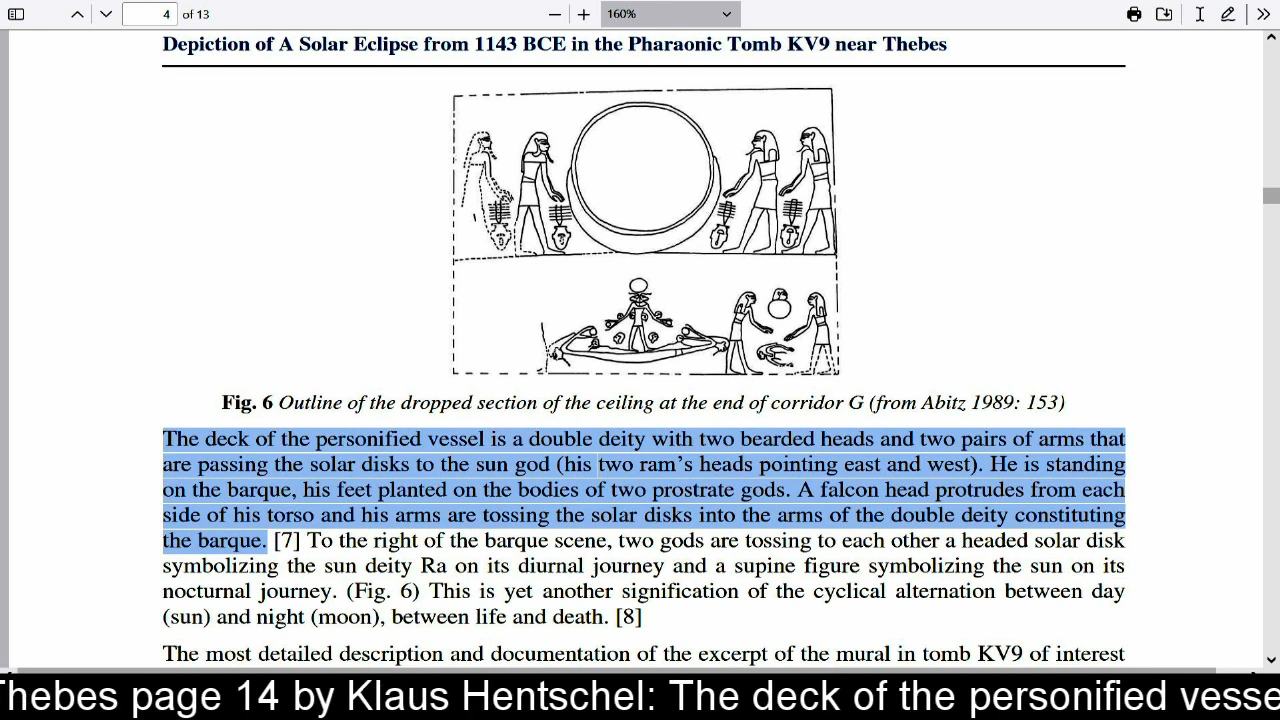 4 of 13
160%
Depiction of A Solar Eclipse from 1143 BCE in the Pharaonic Tomb KV9 near Thebes
Fig. 6 Outline of the dropped section of the ceiling at the end of corridor G (from Abitz 1989: 153)
The deck of the personified vessel is a double deity with two bearded heads and two pairs of arms that
are passing the solar disks to the sun god (his two ram's heads pointing east and west). He is standing
on the barque, his feet planted on the bodies of two prostrate gods. A falcon head protrudes from each
side of his torso and his arms are tossing the solar disks into the arms of the double deity constituting
the barque. [7] To the right of the barque scene, two gods are tossing to each other a headed solar disk
symbolizing the sun deity Ra on its diurnal journey and a supine figure symbolizing the sun on its
nocturnal journey. (Fig. 6) This is yet another signification of the cyclical alternation between day
(sun) and night (moon), between life and death. [8]
The most detailed description and documentation of the excerpt of the mural in tomb KV9 of interest
Thebes page 14 by Klaus Hentschel: The deck of the personified vesse